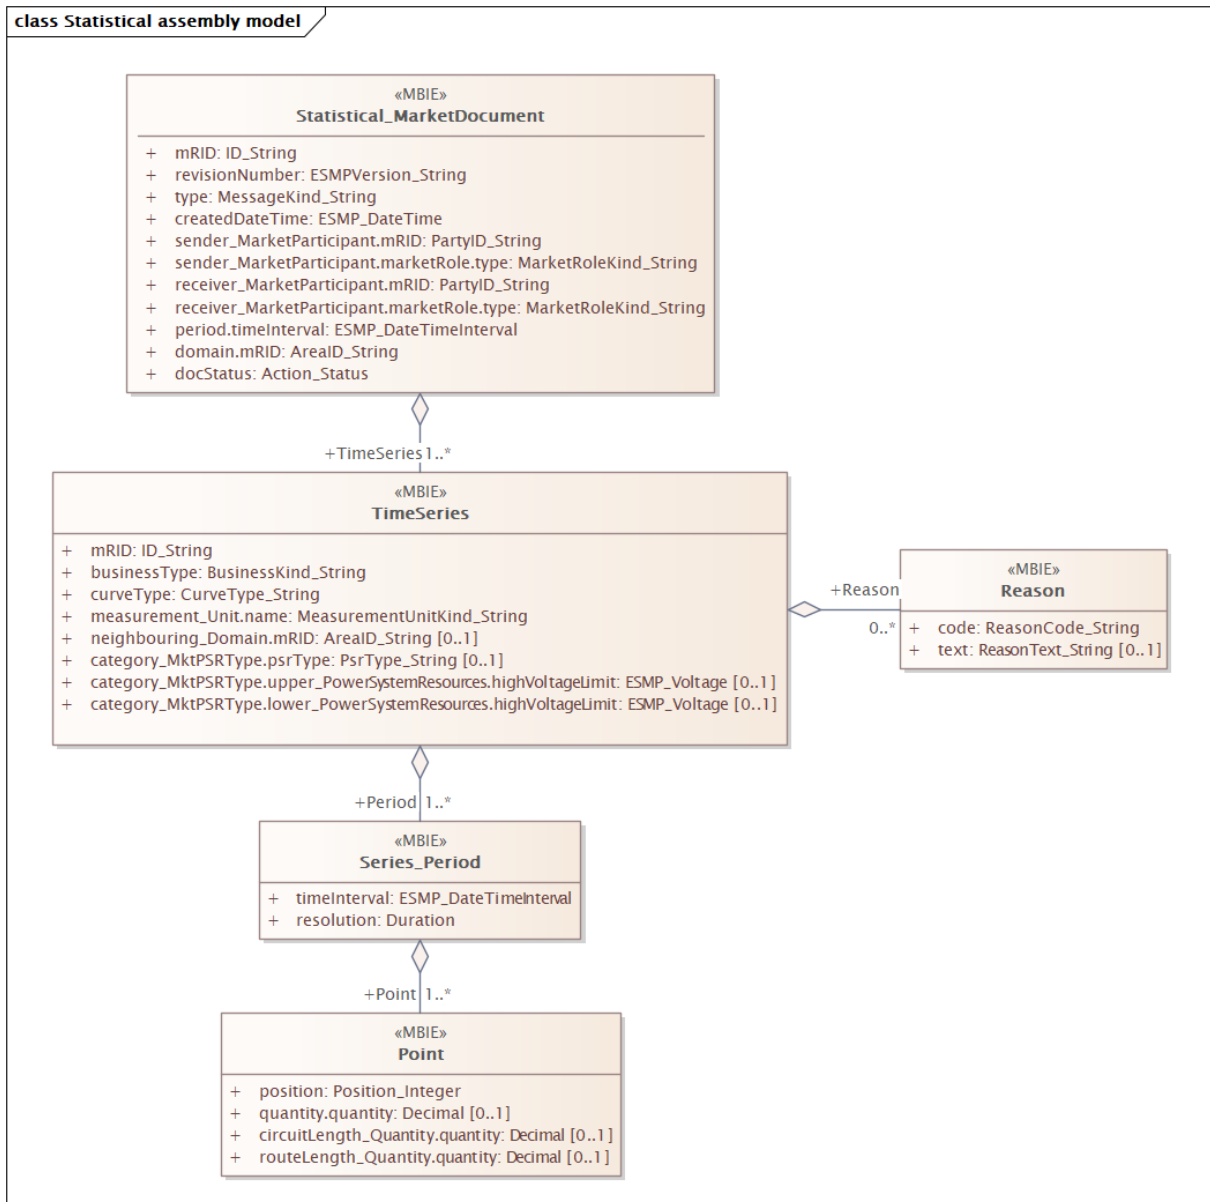 class Statistical assembly model
«MBIE»
Statistical_MarketDocument
+ mRID: ID_String
+ revisionNumber: ESMPVersion_String
+ type: MessageKind_String
+ createdDateTime: ESMP_DateTime
+ sender_MarketParticipant.mRID: PartyID_String
+ sender_MarketParticipant.marketRole.type: MarketRoleKind_String
+ receiver_MarketParticipant.mRID: PartyID_String
+ receiver_MarketParticipant.marketRole.type: MarketRoleKind_String
+ period.timeInterval: ESMP_DateTimeInterval
+ domain.mRID: AreaID_String
+ docStatus: Action_Status
+TimeSeries 1..*
«MBIE»
TimeSeries
+ mRID: ID_String
+ businessType: BusinessKind_String
+ curveType: CurveType_String
+ measurement_Unit.name: MeasurementUnitKind_String
+ neighbouring_Domain.mRID: AreaID_String [0..1]
+ category_MktPSRType.psrType: PsrType_String [0..1]
+ category_MktPSRType.upper_PowerSystemResources.highVoltageLimit: ESMP_Voltage [0..1]
+ category_MktPSRType.lower_PowerSystemResources.highVoltageLimit: ESMP_Voltage [0..1]
+Reason
0..*
«MBIE»
Reason
+ code: ReasonCode_String
+ text: ReasonText_String [0..1]
+Period 1..*
«MBIE»
Series_Period
+ timeInterval: ESMP_DateTimeInterval
+ resolution: Duration
+Point 1..*
«MBIE»
Point
+ position: Position_Integer
+ quantity.quantity: Decimal [0..1]
+ circuitLength_Quantity.quantity: Decimal [0..1]
+ routeLength_Quantity.quantity: Decimal [0..1]